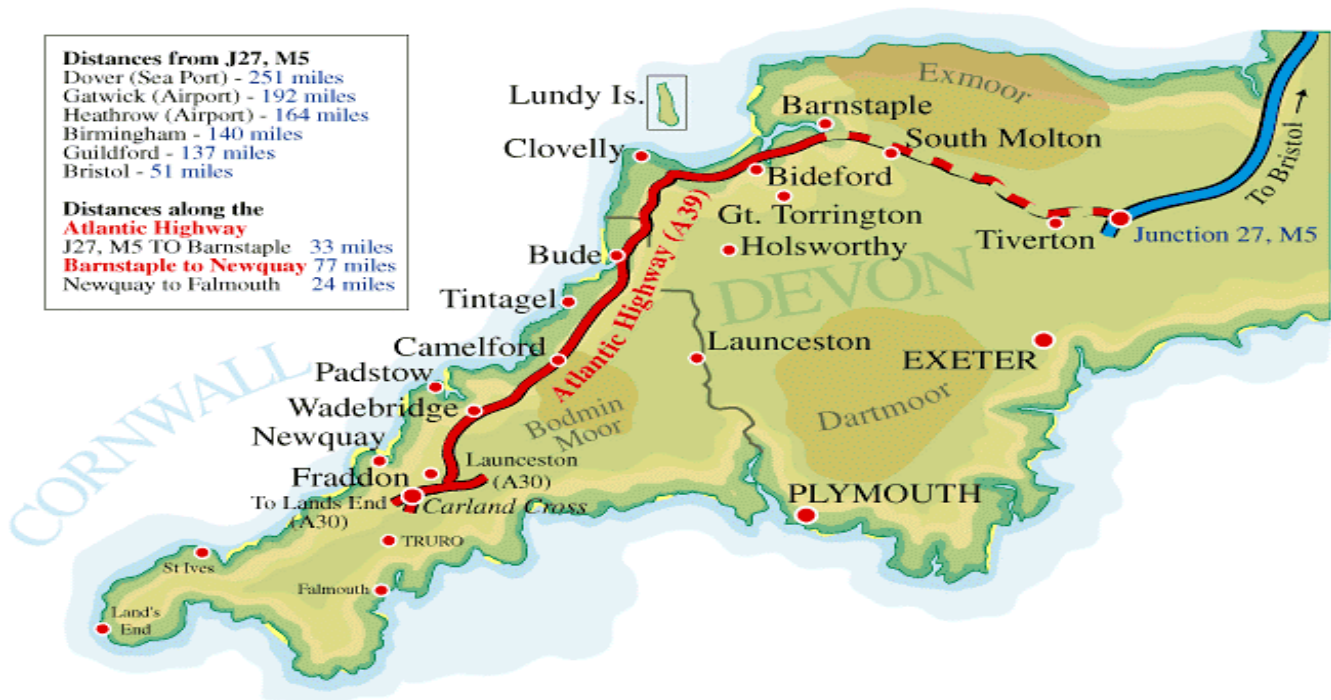 Distances from J27, M5
Dover (Sea Port) - 251 miles
Gatwick (Airport) - 192 miles
Heathrow (Airport) - 164 miles
Birmingham - 140 miles
Guildford - 137 miles
Bristol - 51 miles
Distances along the
Atlantic Highway
J27, M5 TO Barnstaple 33 miles
Barnstaple to Newquay 77 miles
Newquay to Falmouth 24 miles
Lundy Is.
Exmoor
Barnstaple
South Molton
Clovelly
Bideford
To Bristol
Gt. Torrington
Tiverton
Junction 27, M5
Holsworthy
Bude
Atlantic Highway (A39)
DEVON
Tintagel
Launceston
EXETER
Camelford
Padstow
Dartmoor
Wadebridge
Bodmin
Moor
CORNWALL
Newquay
Fraddon
Launceston
(A30)
PLYMOUTH
To Lands End
(A30)
Carland Cross
TRURO
St Ives
Falmouth
Land's
End